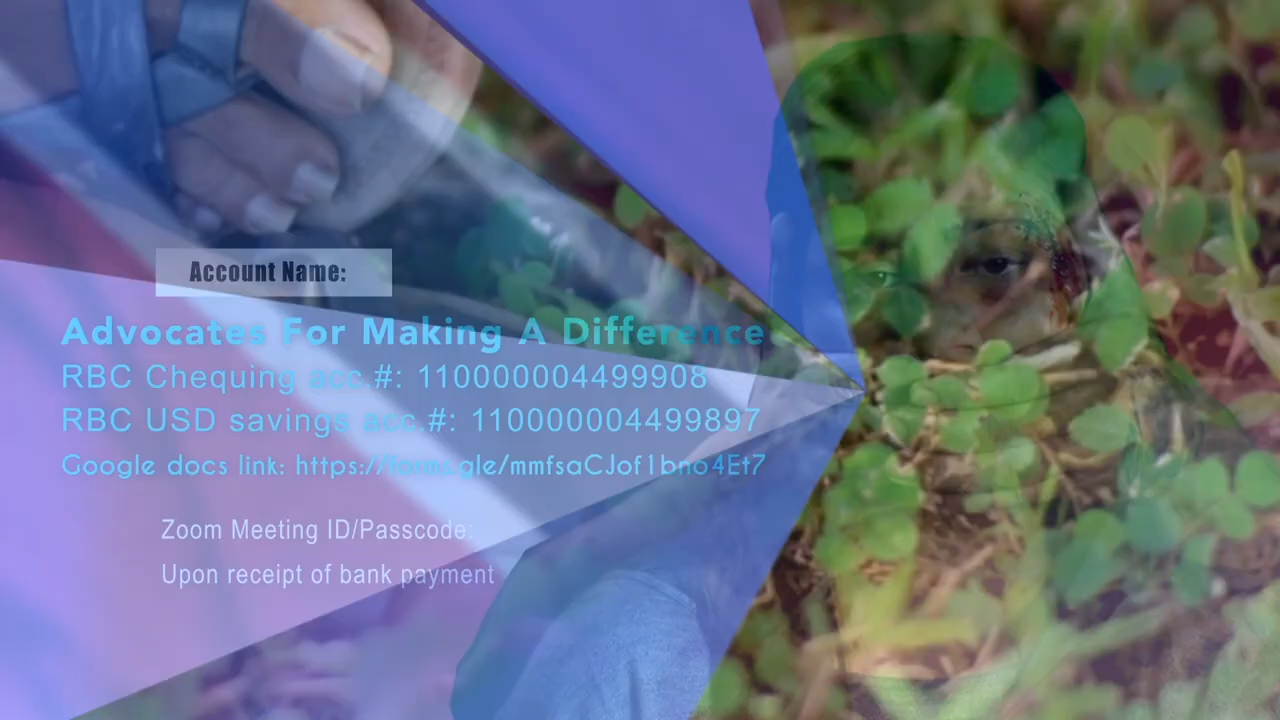 Account Name:
Advocates For Making A Difference
RBC Chequing acc.#: 110000004499908
RBC USD savings acc.#: 110000004499897
Google docs link: https://forms.gle/mmfsaCJof1bno4Et7
Zoom Meeting ID/Passcode:
Upon receipt of bank payment